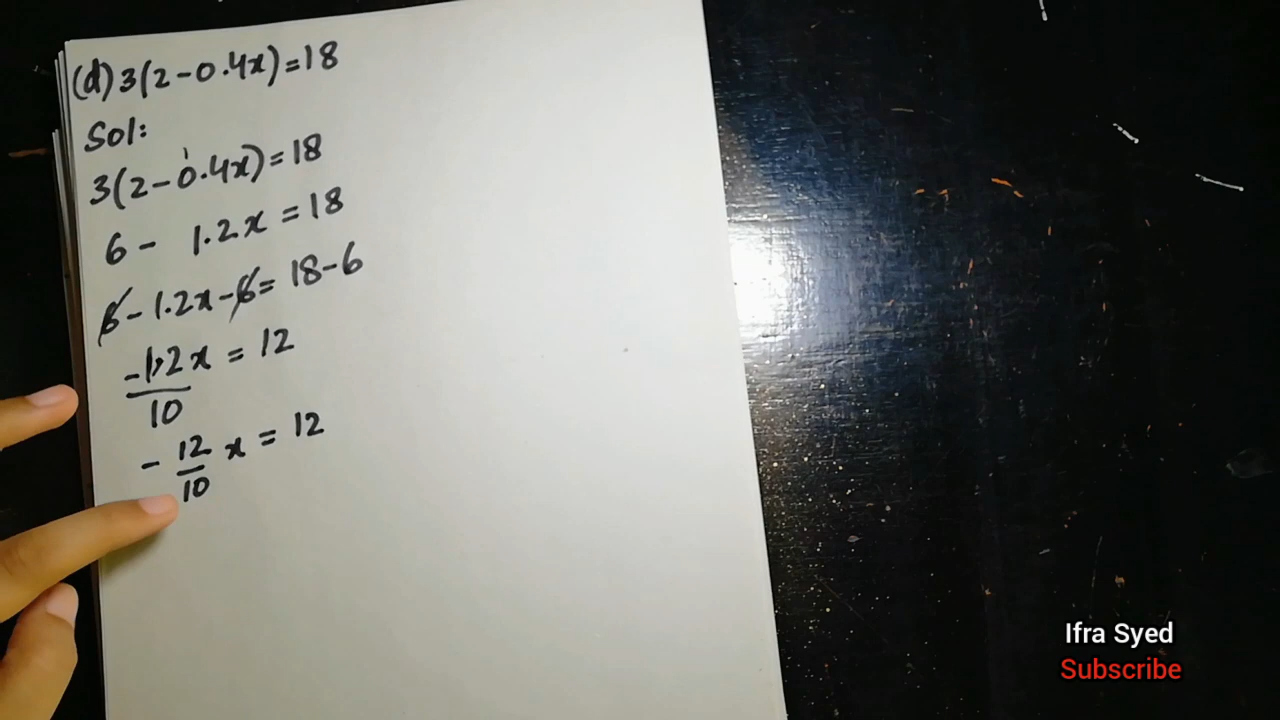 (d) 3(2-0.4x)=18
Sol:
3(2-0.4x)=18
6- 1.2x = 18
6-1.2x-6= 18-6
-1.2x = 12
10
- 12 x = 12
10
Ifra Syed
Subscribe